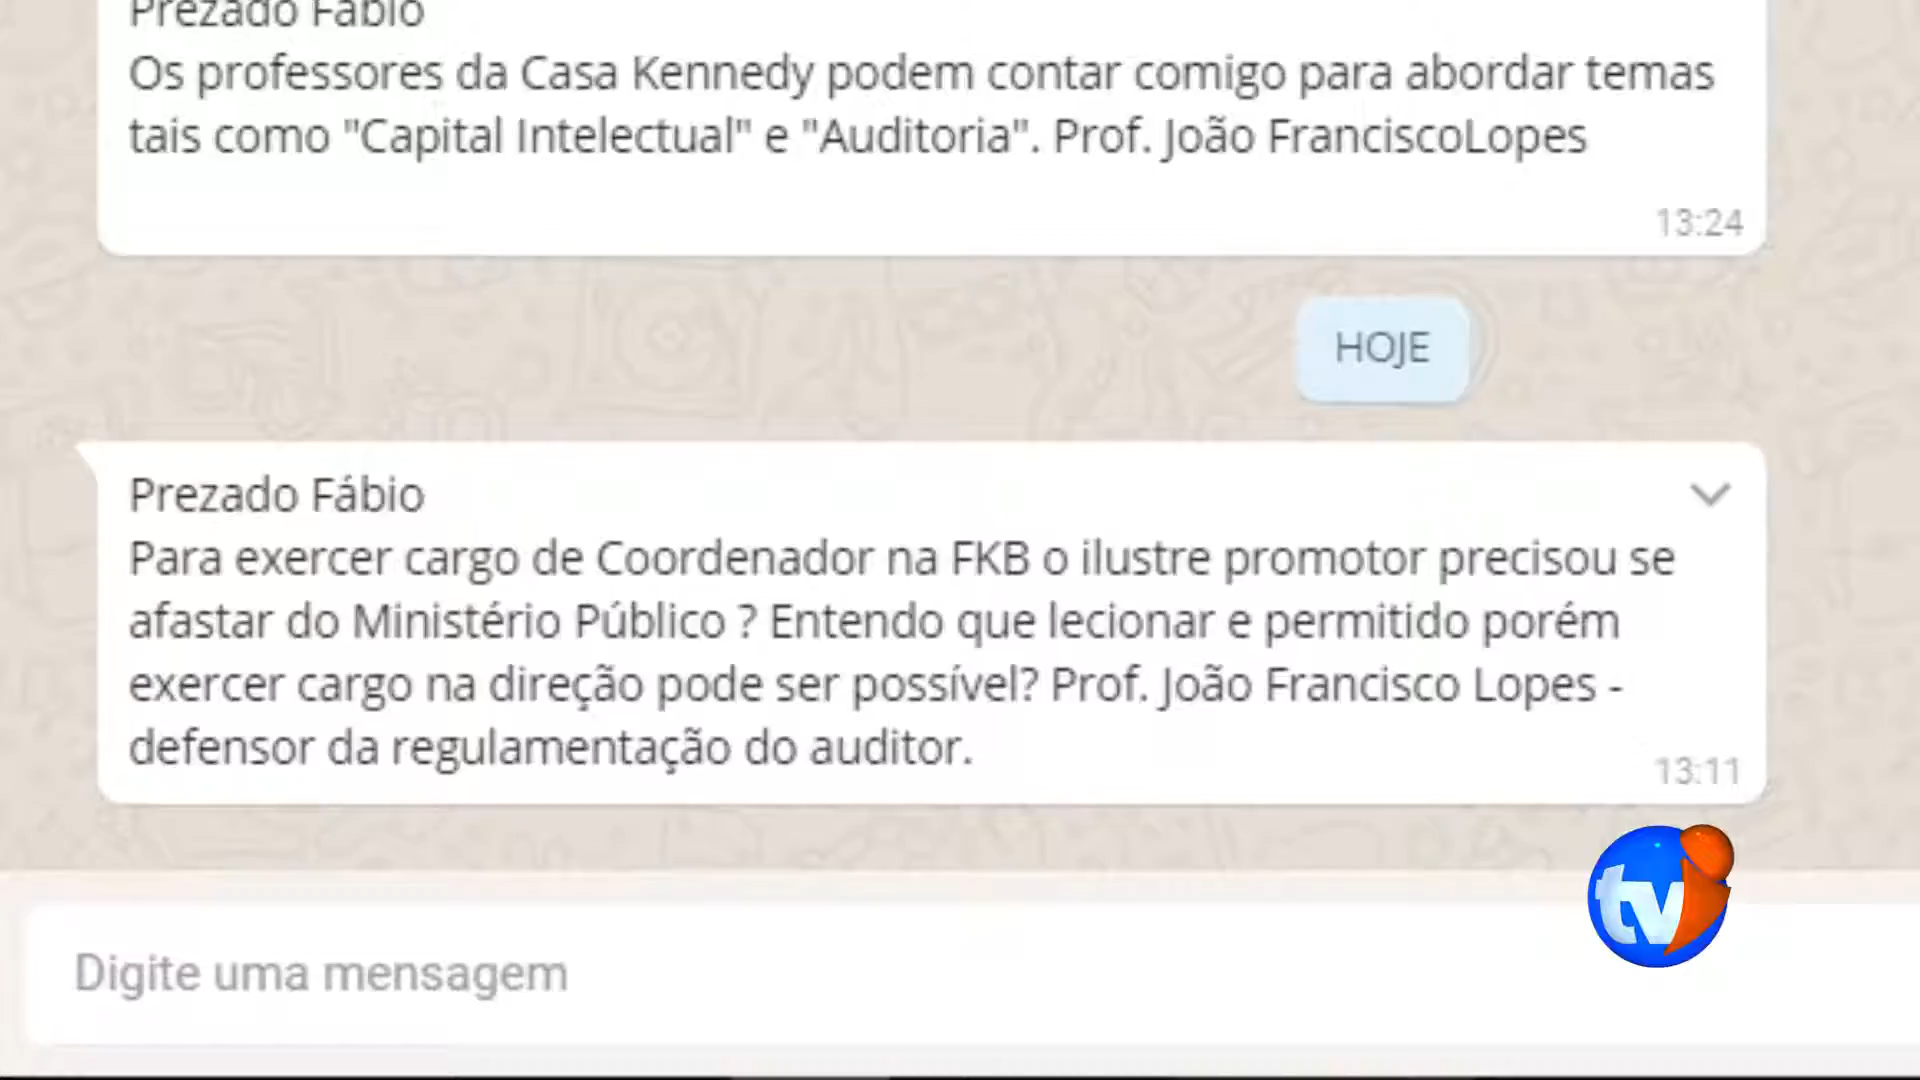 Prezado Fábio
Os professores da Casa Kennedy podem contar comigo para abordar temas
tais como "Capital Intelectual" e "Auditoria". Prof. João FranciscoLopes
13:24
HOJE
Prezado Fábio
Para exercer cargo de Coordenador na FKB o ilustre promotor precisou se
afastar do Ministério Público ? Entendo que lecionar e permitido porém
exercer cargo na direção pode ser possível? Prof. João Francisco Lopes -
defensor da regulamentação do auditor.
13:11
tvi
Digite uma mensagem